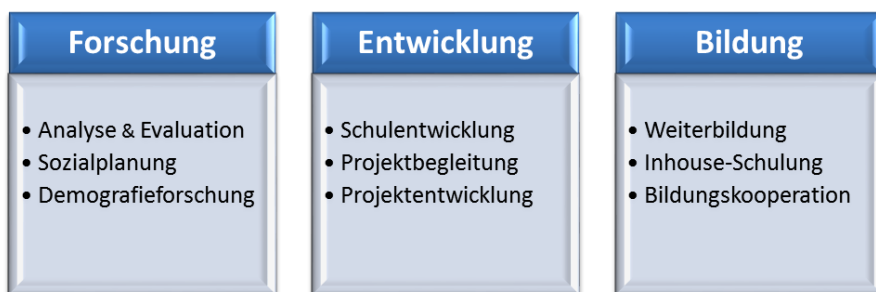 Forschung
• Analyse & Evaluation
• Sozialplanung
• Demografieforschung
Entwicklung
• Schulentwicklung
• Projektbegleitung
• Projektentwicklung
Bildung
• Weiterbildung
• Inhouse-Schulung
• Bildungskooperation